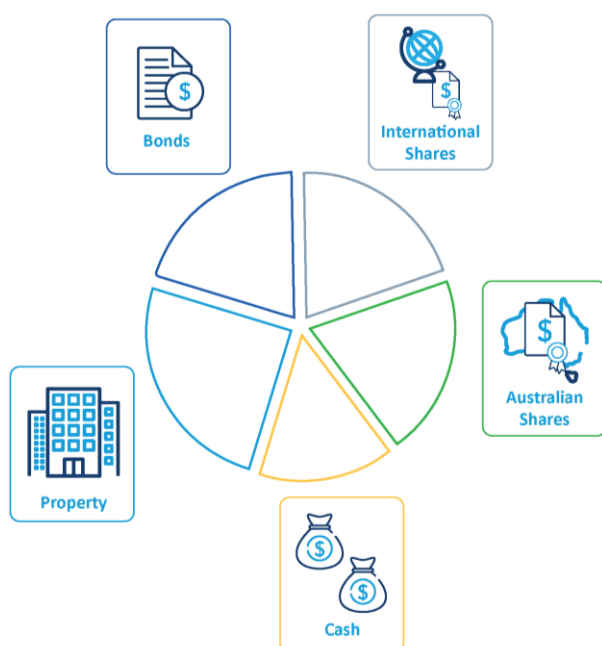 $
Bonds
$
International
Shares
$
Australian
Shares
Property
$
$
Cash